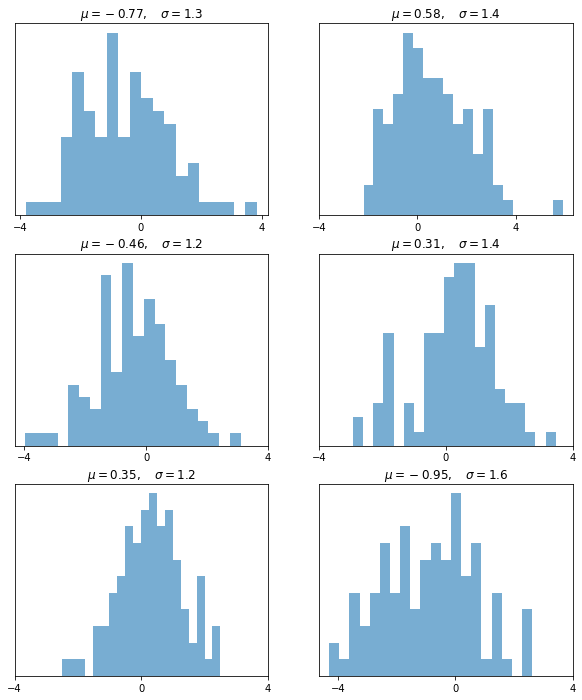 μ = −0.77,  σ = 1.3
μ = 0.58,  σ = 1.4
−4 0 4
−4 0 4
μ = −0.46,  σ = 1.2
μ = 0.31,  σ = 1.4
−4 0 4
−4 0 4
μ = 0.35,  σ = 1.2
μ = −0.95,  σ = 1.6
−4 0 4
−4 0 4